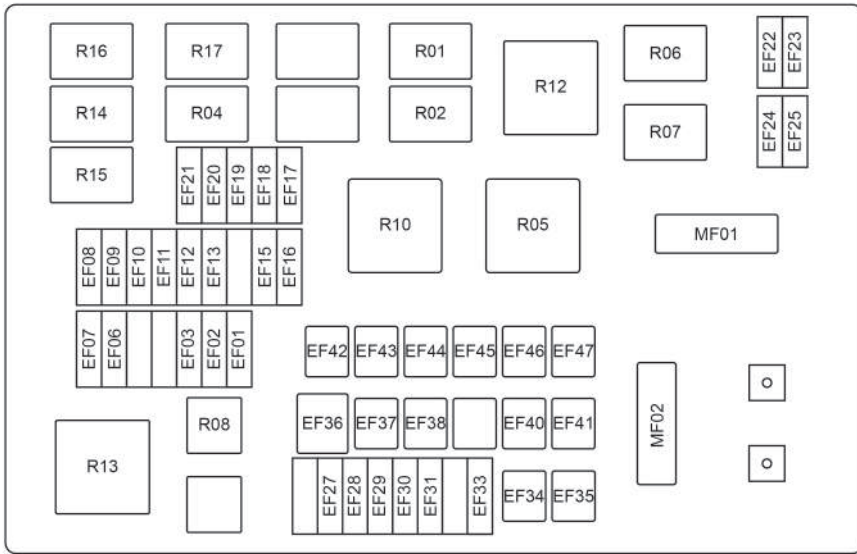 R16 R17 R01 R12 R06 EF22 EF23
R14 R04 R02 R07 EF24 EF25
R15 EF21 EF20 EF19 EF18 EF17
R10 R05 MF01
EF08 EF09 EF10 EF11 EF12 EF13 EF15 EF16
EF07 EF06 EF03 EF02 EF01
EF42 EF43 EF44 EF45 EF46 EF47
R08 EF36 EF37 EF38 EF40 EF41 MF02
R13 EF27 EF28 EF29 EF30 EF31 EF33 EF34 EF35